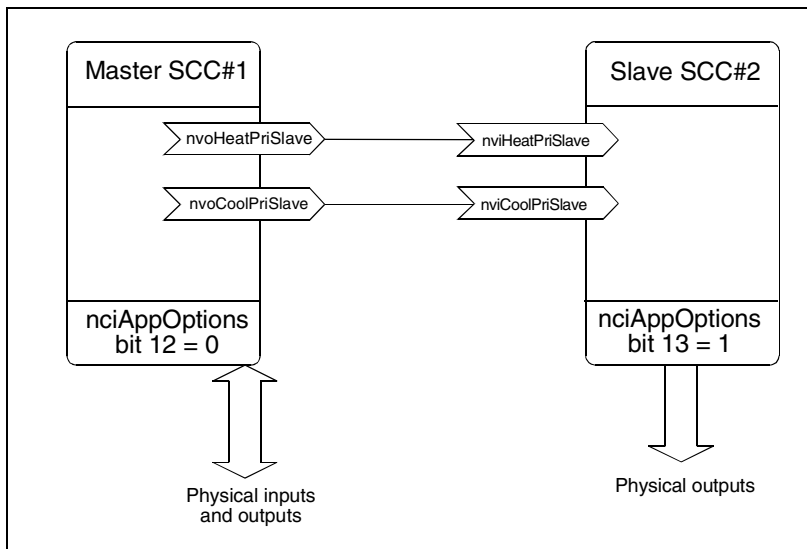 Master SCC#1
Slave SCC#2
nvoHeatPriSlave
nviHeatPriSlave
nvoCoolPriSlave
nviCoolPriSlave
nciAppOptions
bit 12 = 0
nciAppOptions
bit 13 = 1
Physical inputs
and outputs
Physical outputs